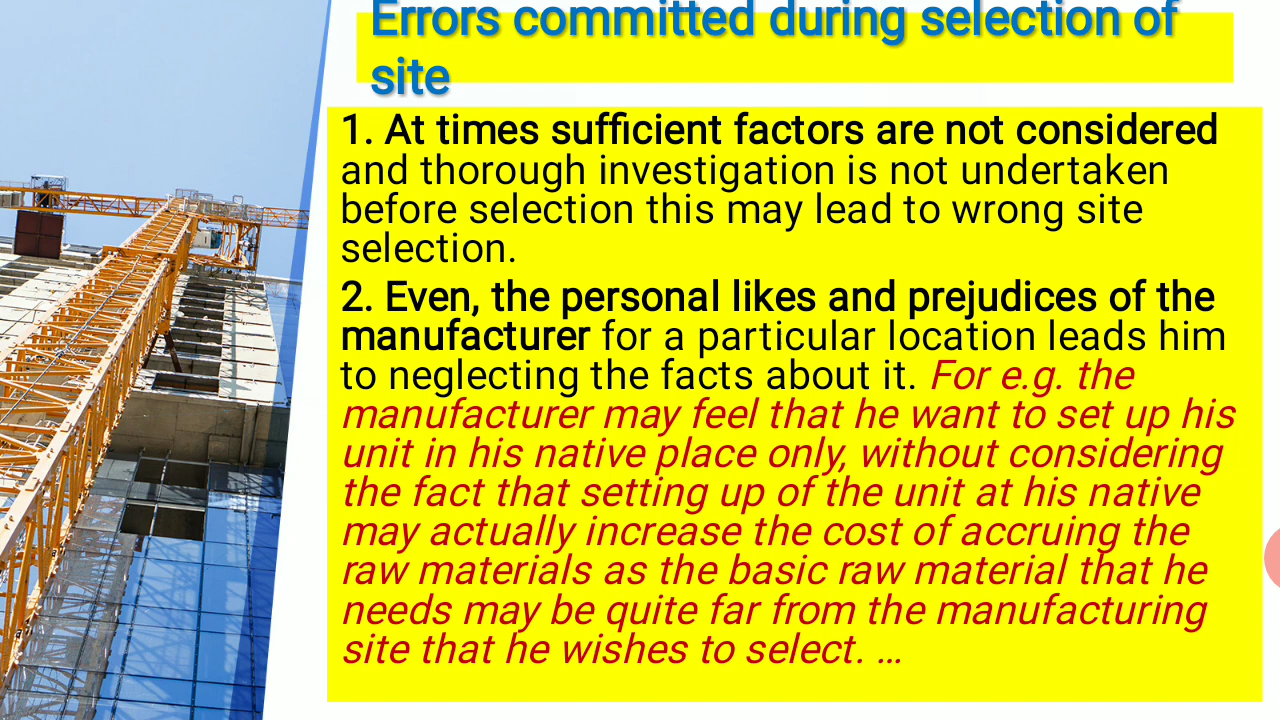 Errors committed during selection of
site
1. At times sufficient factors are not considered
and thorough investigation is not undertaken
before selection this may lead to wrong site
selection.
2. Even, the personal likes and prejudices of the
manufacturer for a particular location leads him
to neglecting the facts about it. For e.g. the
manufacturer may feel that he want to set up his
unit in his native place only, without considering
the fact that setting up of the unit at his native
may actually increase the cost of accruing the
raw materials as the basic raw material that he
needs may be quite far from the manufacturing
site that he wishes to select. ...